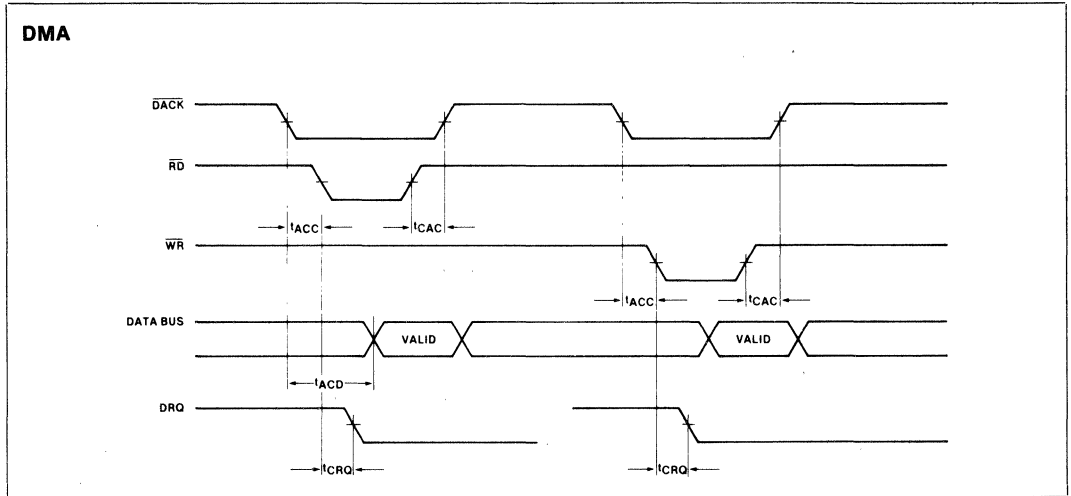 DMA
DACK
RD
tACC
tCAC
WR
tACC
tCAC
DATA BUS
VALID
VALID
tACD
DRQ
tCRQ
tCRQ